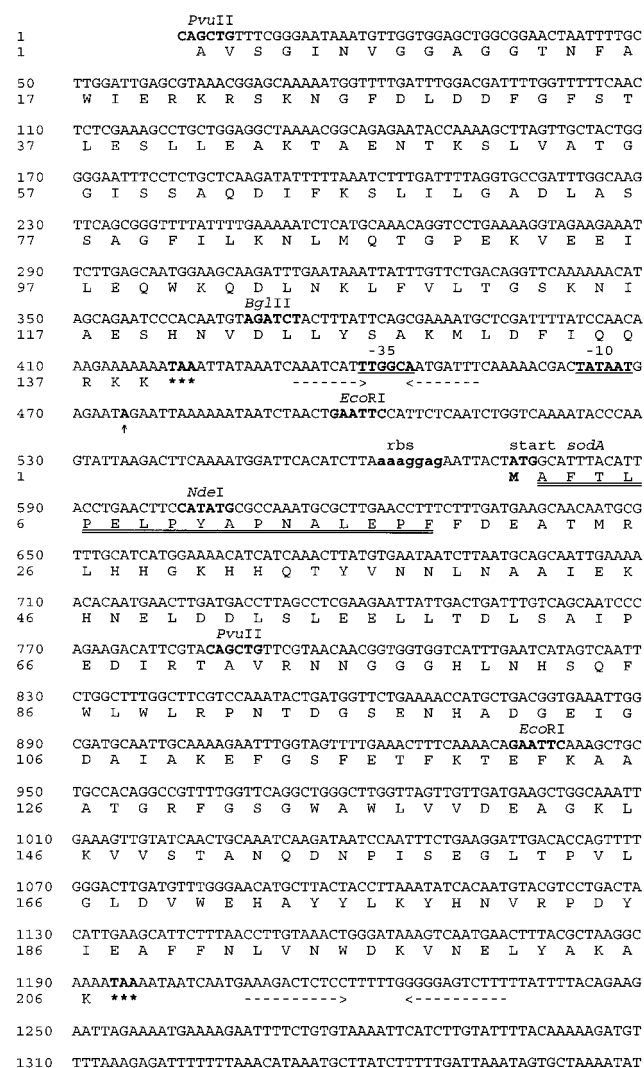 PvuII
1 CAGCTGTTTCGGGAATAAATGTTGGTGGAGCTGGCGGAACTAATTTTGC
1 A V S G I N V G G A G G T N F A
50 TTGGATTGAGCGTAAACGGAGCAAAAATGGTTTTGATTTGGACGATTTTGGTTTTTCAAC
17 W I E R K R S K N G F D L D D F G F S T
110 TCTCGAAAGCCTGCTGGAGGCTAAAACGGCAGAGAATACCAAAAGCTTAGTTGCTACTGG
37 L E S L L E A K T A E N T K S L V A T G
170 GGGAATTTCCTCTGCTCAAGATATTTTTAAATCTTTGATTTTAGGTGCCGATTTGGCAAG
57 G I S S A Q D I F K S L I L G A D L A S
230 TTCAGCGGGTTTTATTTTGAAAAATCTCATGCAAACAGGTCCTGAAAAGGTAGAAGAAAT
77 S A G F I L K N L M Q T G P E K V E E I
290 TCTTGAGCAATGGAAGCAAGATTTGAATAAATTATTTGTTCTGACAGGTTCAAAAAACAT
97 L E Q W K Q D L N K L F V L T G S K N I
BglII
350 AGCAGAATCCCACAATGTAGATCTACTTTATTCAGCGAAAATGCTCGATTTTATCCAACA
117 A E S H N V D L L Y S A K M L D F I Q Q
-35 -10
410 AAGAAAAAAATAAATTATAAATCAAATCATTTGGCAATGATTTCAAAAACGACTATAATG
137 R K K *** -------> <-------
EcoRI
470 AGAATAGAATTAAAAAATAATCTAACTGAATTCCATTCTCAATCTGGTCAAAATACCCAA
↑
rbs start sodA
530 GTATTAAGACTTCAAAATGGATTCACATCTTAaaaggagAATTACTATGGCATTTACATT
1 M A F T L
NdeI
590 ACCTGAACTTCCATATGCGCCAAATGCGCTTGAACCTTTCTTTGATGAAGCAACAATGCG
6 P E L P Y A P N A L E P F F D E A T M R
650 TTTGCATCATGGAAAACATCATCAAACTTATGTGAATAATCTTAATGCAGCAATTGAAAA
26 L H H G K H H Q T Y V N N L N A A I E K
710 ACACAATGAACTTGATGACCTTAGCCTCGAAGAATTATTGACTGATTTGTCAGCAATCCC
46 H N E L D D L S L E E L L T D L S A I P
PvuII
770 AGAAGACATTCGTACAGCTGTTCGTAACAACGGTGGTGGTCATTTGAATCATAGTCAATT
66 E D I R T A V R N N G G G H L N H S Q F
830 CTGGCTTTGGCTTCGTCCAAATACTGATGGTTCTGAAAACCATGCTGACGGTGAAATTGG
86 W L W L R P N T D G S E N H A D G E I G
EcoRI
890 CGATGCAATTGCAAAAGAATTTGGTAGTTTTGAAACTTTCAAAACAGAATTCAAAGCTGC
106 D A I A K E F G S F E T F K T E F K A A
950 TGCCACAGGCCGTTTTGGTTCAGGCTGGGCTTGGTTAGTTGTTGATGAAGCTGGCAAATT
126 A T G R F G S G W A W L V V D E A G K L
1010 GAAAGTTGTATCAACTGCAAATCAAGATAATCCAATTTCTGAAGGATTGACACCAGTTTT
146 K V V S T A N Q D N P I S E G L T P V L
1070 GGGACTTGATGTTTGGGAACATGCTTACTACCTTAAATATCACAATGTACGTCCTGACTA
166 G L D V W E H A Y Y L K Y H N V R P D Y
1130 CATTGAAGCATTCTTTAACCTTGTAAACTGGGATAAAGTCAATGAACTTTACGCTAAGGC
186 I E A F F N L V N W D K V N E L Y A K A
1190 AAAATAAAATAATCAATGAAAGACTCTCCTTTTTGGGGGAGTCTTTTTATTTTACAGAAG
206 K *** ----------> <----------
1250 AATTAGAAAATGAAAAGAATTTTCTGTGTAAAATTCATCTTGTATTTTACAAAAAGATGT
1310 TTTAAAGAGATTTTTTTAAACATAAATGCTTATCTTTTTGATTAAATAGTGCTAAAATAT